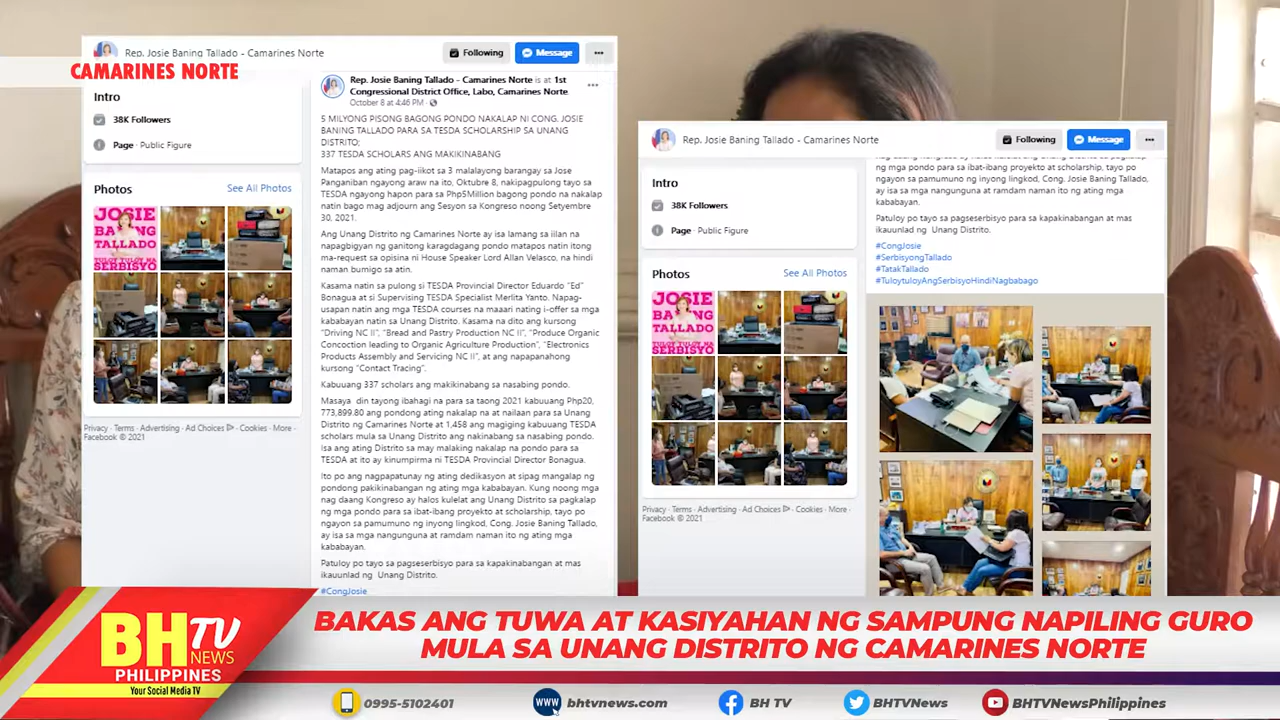 Rep. Josie Baning Tallado - Camarines Norte
Following
Message
CAMARINES NORTE
Intro
38K Followers
Page · Public Figure
Photos
See All Photos
JOSIE
BANING
TALLADO
TULOY TULOY NA
SERBISYO
Privacy · Terms · Advertising · Ad Choices · Cookies · More ·
Facebook © 2021
Rep. Josie Baning Tallado - Camarines Norte is at 1st
Congressional District Office, Labo, Camarines Norte.
October 8 at 4:46 PM ·
5 MILYONG PISONG BAGONG PONDO NAKALAP NI CONG. JOSIE
BANING TALLADO PARA SA TESDA SCHOLARSHIP SA UNANG
DISTRITO;
337 TESDA SCHOLARS ANG MAKIKINABANG
Matapos ang ating pag-iikot sa 3 malalayong barangay sa Jose
Panganiban ngayong araw na ito, Oktubre 8, nakipagpulong tayo sa
TESDA ngayong hapon para sa Php5Million bagong pondo na nakalap
natin bago mag adjourn ang Sesyon sa Kongreso noong Setyembre
30, 2021.
Ang Unang Distrito ng Camarines Norte ay isa lamang sa iilan na
napagbigyan ng ganitong karagdagang pondo matapos natin itong
ma-request sa opisina ni House Speaker Lord Allan Velasco, na hindi
naman bumigo sa atin.
Kasama natin sa pulong si TESDA Provincial Director Eduardo "Ed"
Bonagua at si Supervising TESDA Specialist Merlita Yanto. Napag-
usapan natin ang mga TESDA courses na maaari nating i-offer sa mga
kababayan natin sa Unang Distrito. Kasama na dito ang kursong
"Driving NC II", "Bread and Pastry Production NC II", "Produce Organic
Concoction leading to Organic Agriculture Production", "Electronics
Products Assembly and Servicing NC II", at ang napapanahong
kursong "Contact Tracing".
Kabuuang 337 scholars ang makikinabang sa nasabing pondo.
Masaya din tayong ibahagi na para sa taong 2021 kabuuang Php20,
773,899.80 ang pondong ating nakalap na at nailaan para sa Unang
Distrito ng Camarines Norte at 1,458 ang magiging kabuuang TESDA
scholars mula sa Unang Distrito ang nakinabang sa nasabing pondo.
Isa ang ating Distrito sa may malaking nakalap na pondo para sa
TESDA at ito ay kinumpirma ni TESDA Provincial Director Bonagua.
Ito po ang nagpapatunay ng ating dedikasyon at sipag mangalap ng
pondong pakikinabangan ng ating mga kababayan. Kung noong mga
nag daang Kongreso ay halos kulelat ang Unang Distrito sa pagkalap
ng mga pondo para sa ibat-ibang proyekto at scholarship, tayo po
ngayon sa pamumuno ng inyong lingkod, Cong. Josie Baning Tallado,
ay isa sa mga nangunguna at ramdam naman ito ng ating mga
kababayan.
Patuloy po tayo sa pagseserbisyo para sa kapakinabangan at mas
ikauunlad ng Unang Distrito.
#CongJosie
Rep. Josie Baning Tallado - Camarines Norte
Following
Message
Intro
38K Followers
Page · Public Figure
Photos
See All Photos
JOSIE
BANING
TALLADO
TULOY TULOY NA
SERBISYO
Privacy · Terms · Advertising · Ad Choices · Cookies · More ·
Facebook © 2021
ng mga pondo para sa ibat-ibang proyekto at scholarship, tayo po
ngayon sa pamumuno ng inyong lingkod, Cong. Josie Baning Tallado,
ay isa sa mga nangunguna at ramdam naman ito ng ating mga
kababayan.
Patuloy po tayo sa pagseserbisyo para sa kapakinabangan at mas
ikauunlad ng Unang Distrito.
#CongJosie
#SerbisyongTallado
#TatakTallado
#TuloytuloyAngSerbisyoHindiNagbabago
BHTV
NEWS
PHILIPPINES
Your Social Media TV
BAKAS ANG TUWA AT KASIYAHAN NG SAMPUNG NAPILING GURO
MULA SA UNANG DISTRITO NG CAMARINES NORTE
0995-5102401
www
bhtvnews.com
BH TV
BHTVNews
BHTVNewsPhilippines